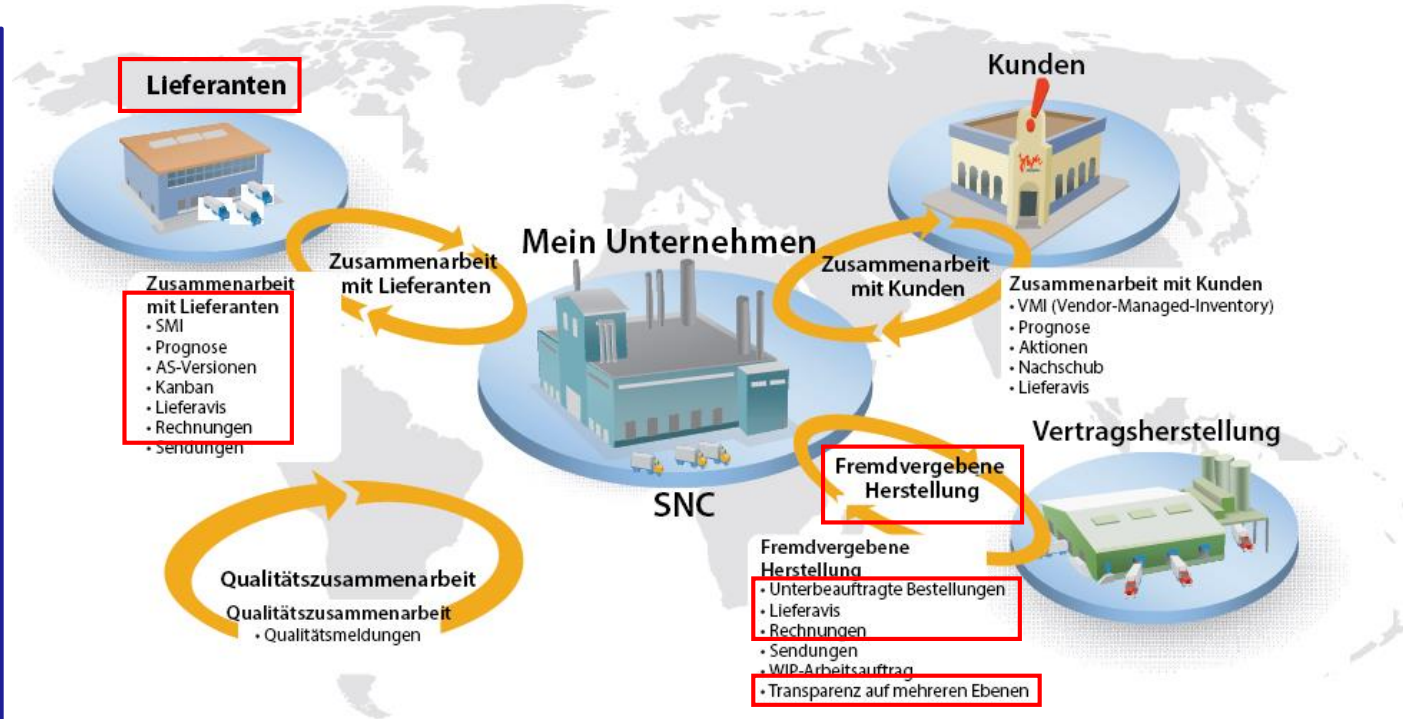 Lieferanten
Kunden
Mein Unternehmen
Zusammenarbeit
mit Lieferanten
Zusammenarbeit
mit Kunden
Zusammenarbeit
mit Lieferanten
• SMI
• Prognose
• AS-Versionen
• Kanban
• Lieferavis
• Rechnungen
• Sendungen
Zusammenarbeit mit Kunden
• VMI (Vendor-Managed-Inventory)
• Prognose
• Aktionen
• Nachschub
• Lieferavis
Vertragsherstellung
Fremdvergebene
Herstellung
SNC
Fremdvergebene
Herstellung
• Unterbeauftragte Bestellungen
• Lieferavis
• Rechnungen
• Sendungen
• WIP-Arbeitsauftrag
• Transparenz auf mehreren Ebenen
Qualitätszusammenarbeit
Qualitätszusammenarbeit
• Qualitätsmeldungen